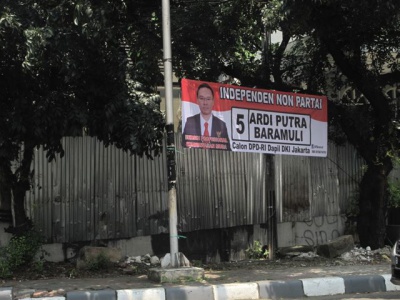 INDEPENDEN NON PARTAI
5
ARDI PUTRA
BARAMULI
Calon DPD-RI Dapil DKI Jakarta